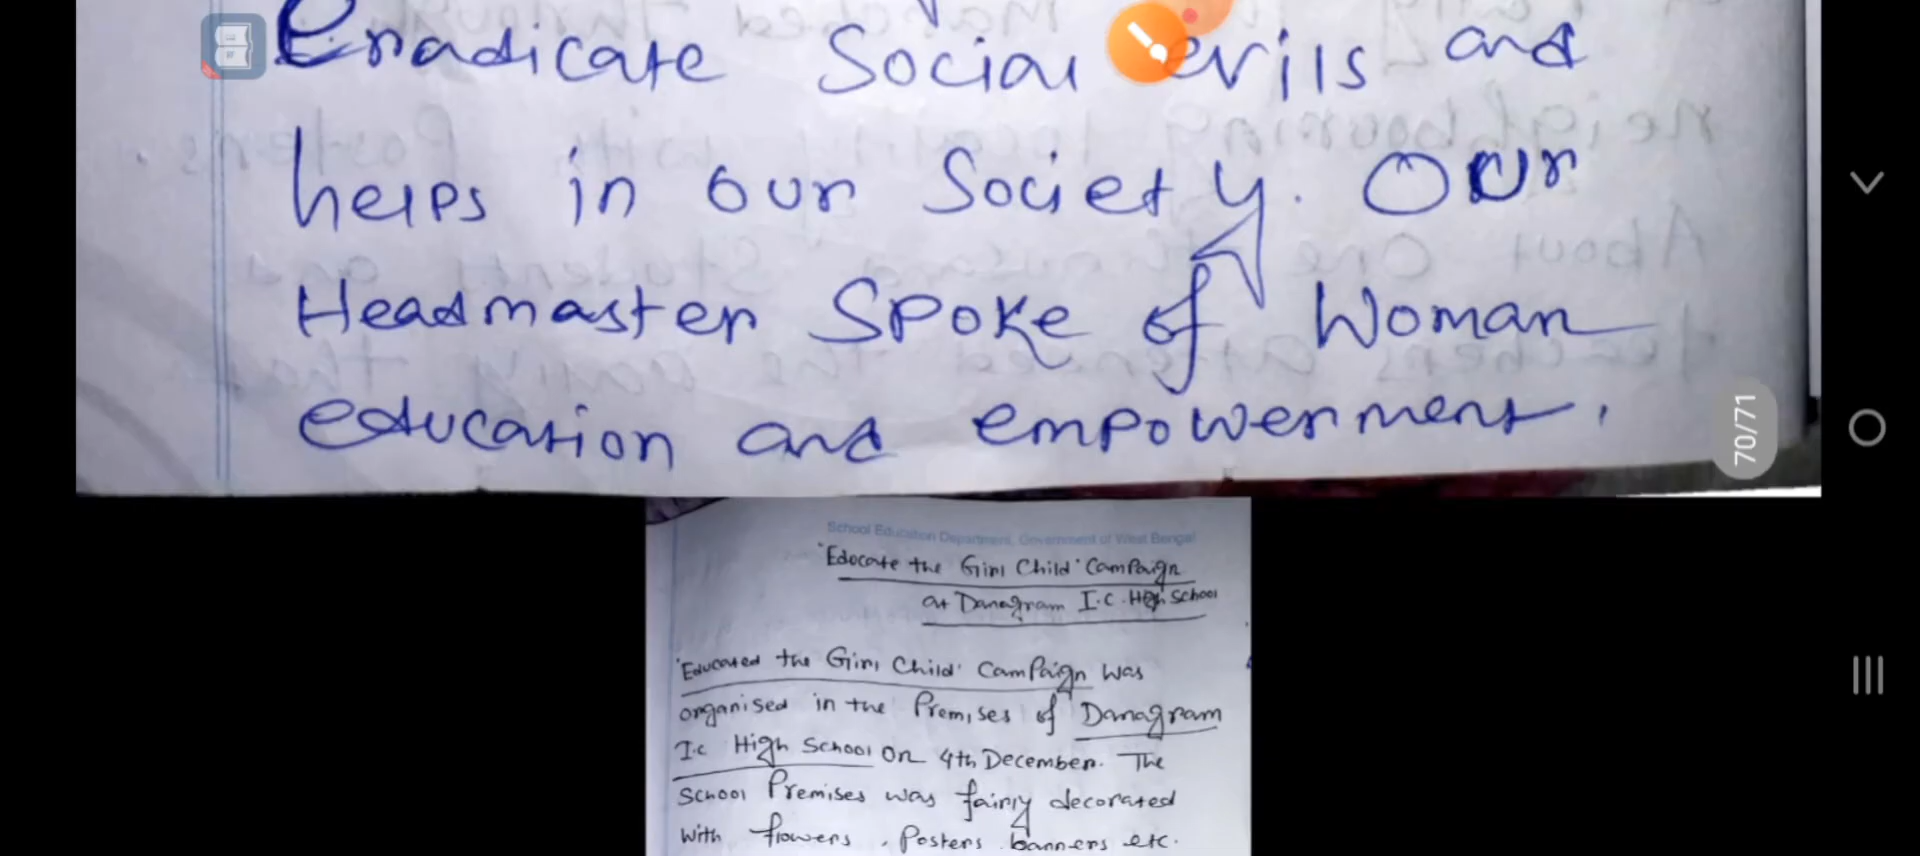 Eradicate Social evils and
helps in our Society. Our
Headmaster Spoke of Woman
education and empowerment.
70/71
School Education Department, Government of West Bengal
'Edocate the Girl Child' Campaign
at Danagram I.C. High School
'Educated the Girl Child' Campaign was
organised in the Premises of Danagram
I.c High School on 4th December. The
School Premises was fairly decorated
with flowers, Posters banners etc.